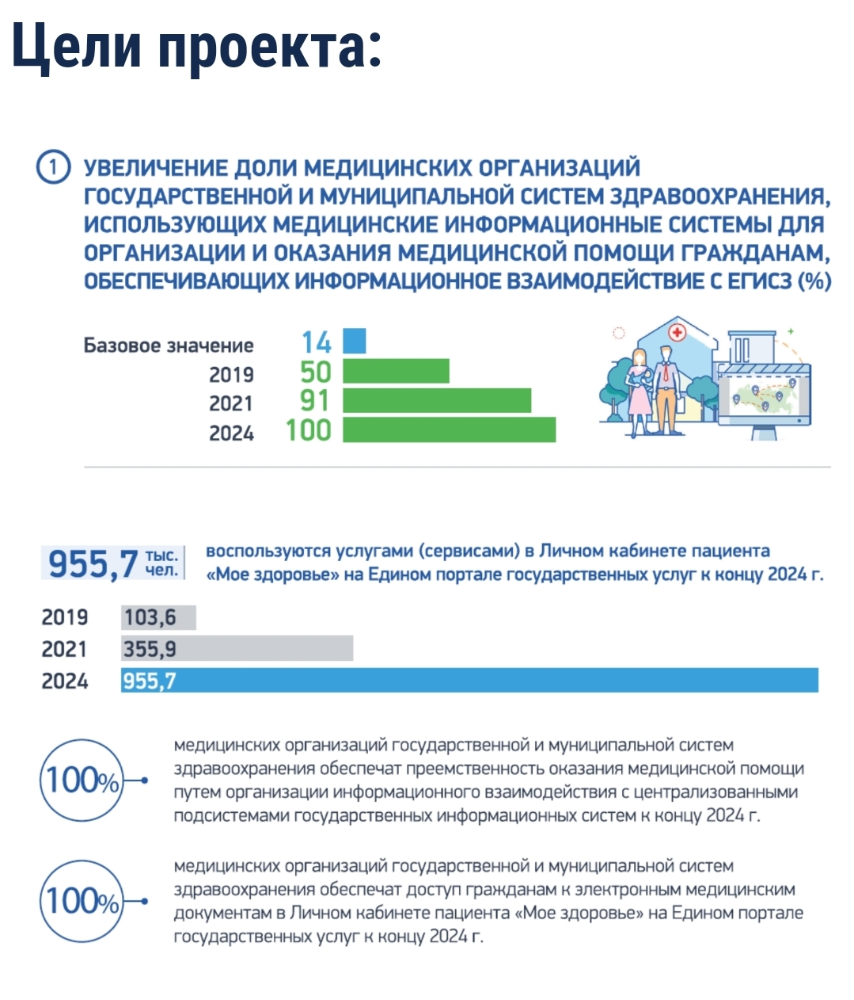 Цели проекта:
1
УВЕЛИЧЕНИЕ ДОЛИ МЕДИЦИНСКИХ ОРГАНИЗАЦИЙ
ГОСУДАРСТВЕННОЙ И МУНИЦИПАЛЬНОЙ СИСТЕМ ЗДРАВООХРАНЕНИЯ,
ИСПОЛЬЗУЮЩИХ МЕДИЦИНСКИЕ ИНФОРМАЦИОННЫЕ СИСТЕМЫ ДЛЯ
ОРГАНИЗАЦИИ И ОКАЗАНИЯ МЕДИЦИНСКОЙ ПОМОЩИ ГРАЖДАНАМ,
ОБЕСПЕЧИВАЮЩИХ ИНФОРМАЦИОННОЕ ВЗАИМОДЕЙСТВИЕ С ЕГИСЗ (%)
Базовое значение 14
2019 50
2021 91
2024 100
955,7 тыс. чел.
воспользуются услугами (сервисами) в Личном кабинете пациента
«Мое здоровье» на Едином портале государственных услуг к концу 2024 г.
2019 103,6
2021 355,9
2024 955,7
100%
медицинских организаций государственной и муниципальной систем
здравоохранения обеспечат преемственность оказания медицинской помощи
путем организации информационного взаимодействия с централизованными
подсистемами государственных информационных систем к концу 2024 г.
100%
медицинских организаций государственной и муниципальной систем
здравоохранения обеспечат доступ гражданам к электронным медицинским
документам в Личном кабинете пациента «Мое здоровье» на Едином портале
государственных услуг к концу 2024 г.